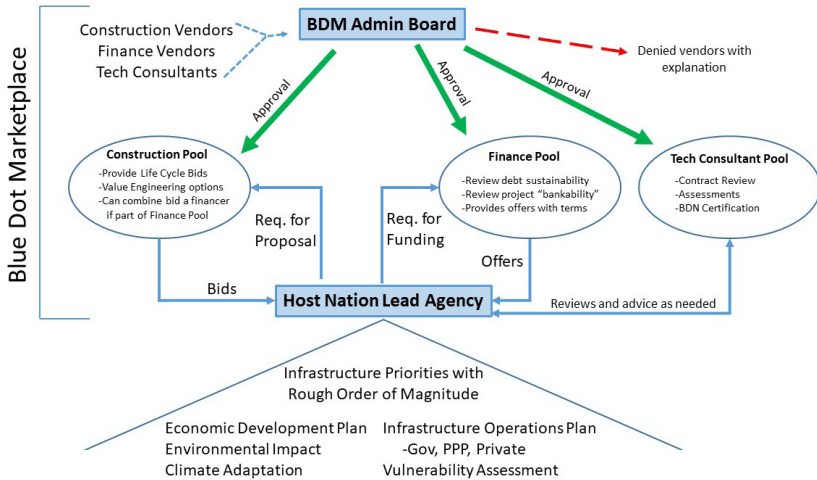 Blue Dot Marketplace
Construction Vendors
Finance Vendors
Tech Consultants
BDM Admin Board
Denied vendors with
explanation
Approval
Approval
Approval
Construction Pool
-Provide Life Cycle Bids
-Value Engineering options
-Can combine bid a financer
if part of Finance Pool
Finance Pool
-Review debt sustainability
-Review project “bankability”
-Provides offers with terms
Tech Consultant Pool
-Contract Review
-Assessments
-BDN Certification
Req. for
Proposal
Req. for
Funding
Bids
Offers
Host Nation Lead Agency
Reviews and advice as needed
Infrastructure Priorities with
Rough Order of Magnitude
Economic Development Plan
Environmental Impact
Climate Adaptation
Infrastructure Operations Plan
-Gov, PPP, Private
Vulnerability Assessment